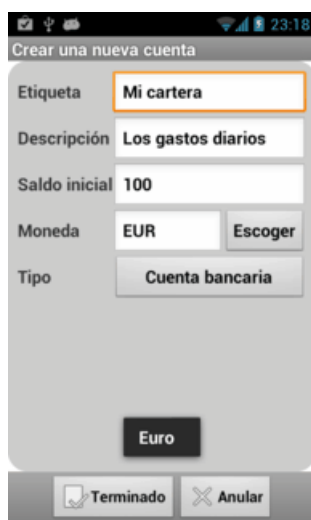 23:18
Crear una nueva cuenta
Etiqueta Mi cartera
Descripción Los gastos diarios
Saldo inicial 100
Moneda EUR Escoger
Tipo Cuenta bancaria
Euro
Terminado Anular